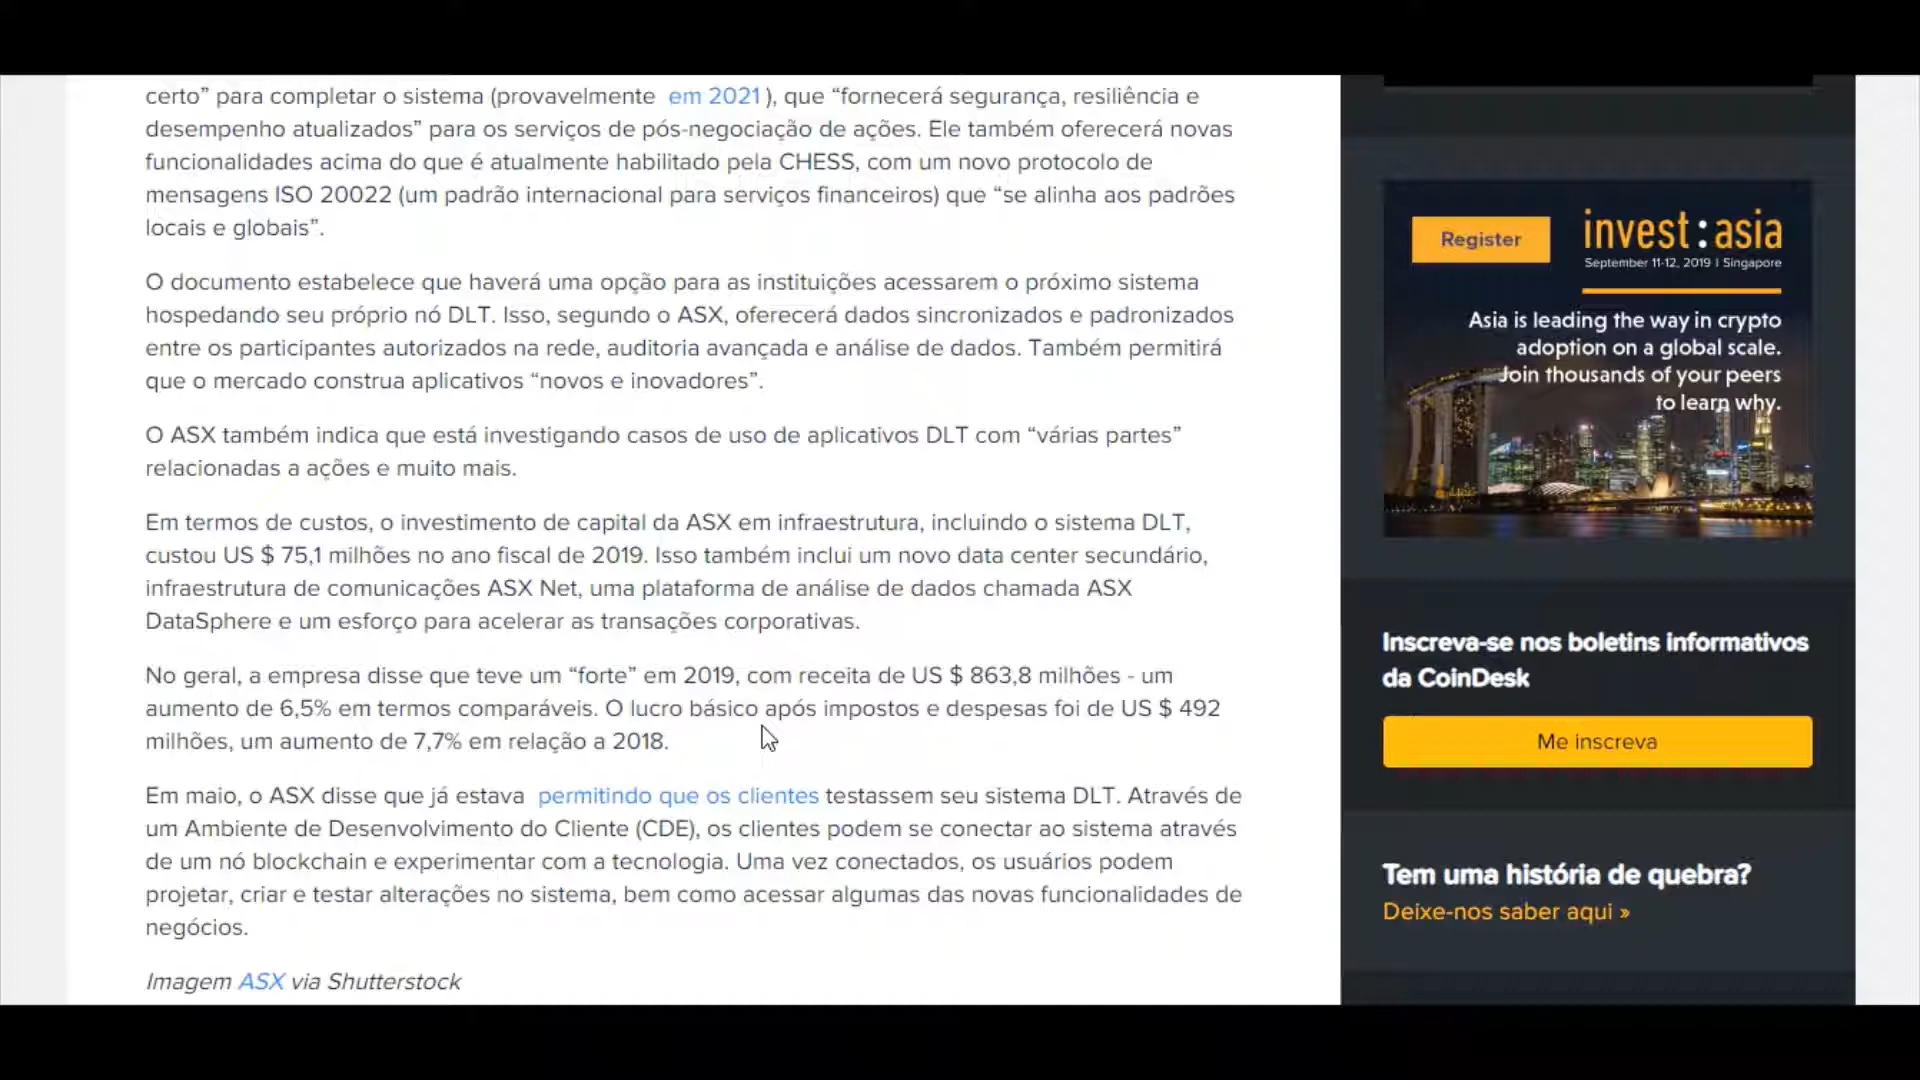 certo” para completar o sistema (provavelmente em 2021 ), que “fornecerá segurança, resiliência e
desempenho atualizados” para os serviços de pós-negociação de ações. Ele também oferecerá novas
funcionalidades acima do que é atualmente habilitado pela CHESS, com um novo protocolo de
mensagens ISO 20022 (um padrão internacional para serviços financeiros) que “se alinha aos padrões
locais e globais”.
O documento estabelece que haverá uma opção para as instituições acessarem o próximo sistema
hospedando seu próprio nó DLT. Isso, segundo o ASX, oferecerá dados sincronizados e padronizados
entre os participantes autorizados na rede, auditoria avançada e análise de dados. Também permitirá
que o mercado construa aplicativos “novos e inovadores”.
O ASX também indica que está investigando casos de uso de aplicativos DLT com “várias partes”
relacionadas a ações e muito mais.
Em termos de custos, o investimento de capital da ASX em infraestrutura, incluindo o sistema DLT,
custou US $ 75,1 milhões no ano fiscal de 2019. Isso também inclui um novo data center secundário,
infraestrutura de comunicações ASX Net, uma plataforma de análise de dados chamada ASX
DataSphere e um esforço para acelerar as transações corporativas.
No geral, a empresa disse que teve um “forte” em 2019, com receita de US $ 863,8 milhões - um
aumento de 6,5% em termos comparáveis. O lucro básico após impostos e despesas foi de US $ 492
milhões, um aumento de 7,7% em relação a 2018.
Em maio, o ASX disse que já estava permitindo que os clientes testassem seu sistema DLT. Através de
um Ambiente de Desenvolvimento do Cliente (CDE), os clientes podem se conectar ao sistema através
de um nó blockchain e experimentar com a tecnologia. Uma vez conectados, os usuários podem
projetar, criar e testar alterações no sistema, bem como acessar algumas das novas funcionalidades de
negócios.
Imagem ASX via Shutterstock
Register
invest:asia
September 11-12, 2019 | Singapore
Asia is leading the way in crypto
adoption on a global scale.
Join thousands of your peers
to learn why.
Inscreva-se nos boletins informativos
da CoinDesk
Me inscreva
Tem uma história de quebra?
Deixe-nos saber aqui »